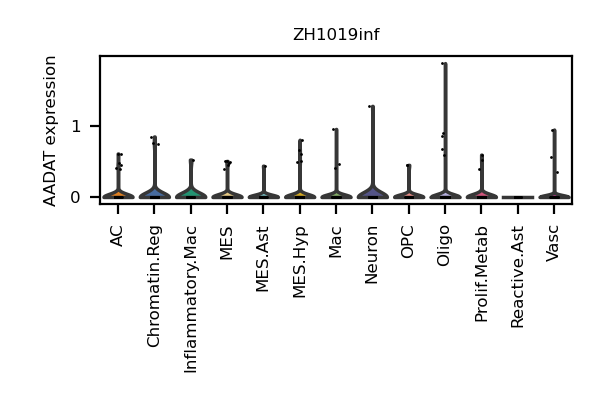 ZH1019inf
AADAT expression
1
0
AC
Chromatin.Reg
Inflammatory.Mac
MES
MES.Ast
MES.Hyp
Mac
Neuron
OPC
Oligo
Prolif.Metab
Reactive.Ast
Vasc